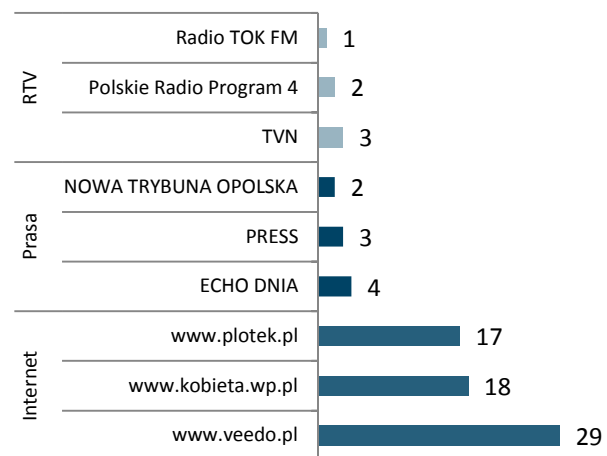 RTV
Radio TOK FM 1
Polskie Radio Program 4 2
TVN 3
Prasa
NOWA TRYBUNA OPOLSKA 2
PRESS 3
ECHO DNIA 4
Internet
www.plotek.pl 17
www.kobieta.wp.pl 18
www.veedo.pl 29